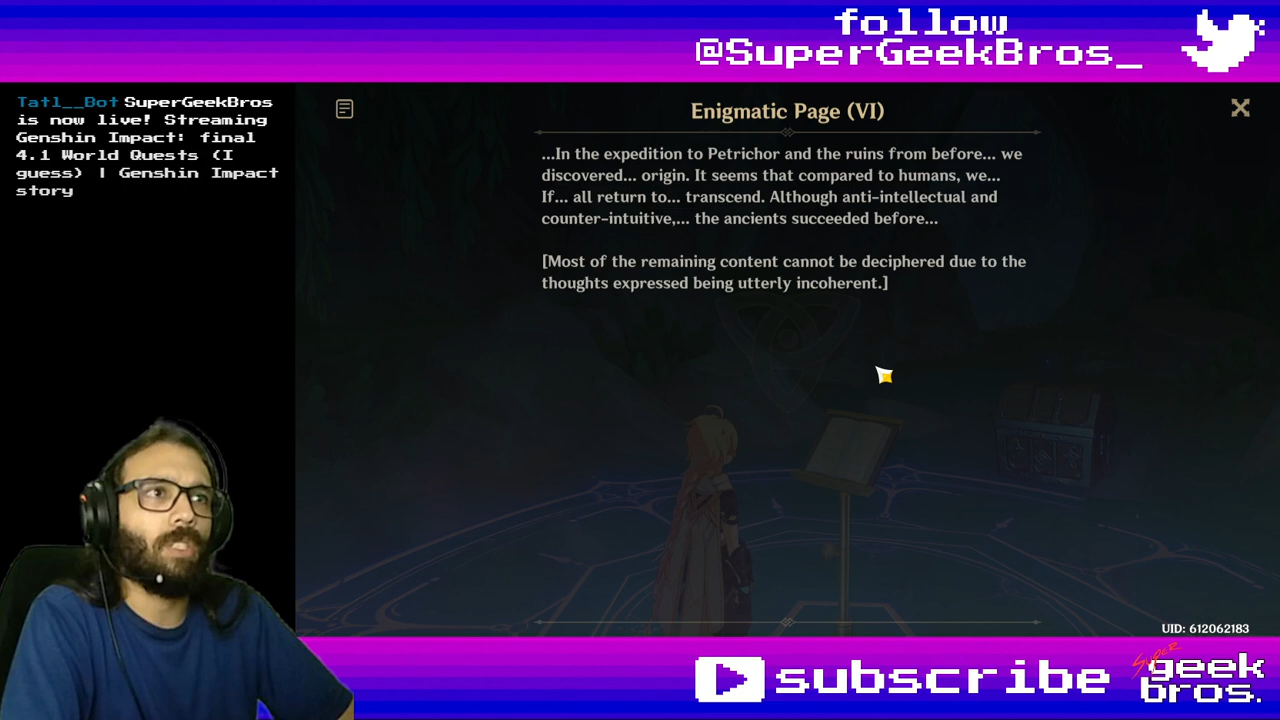 follow
@SuperGeekBros_
Tatl__Bot SuperGeekBros
is now live! Streaming
Genshin Impact: final
4.1 World Quests (I
guess) | Genshin Impact
story
Enigmatic Page (VI)
...In the expedition to Petrichor and the ruins from before... we
discovered... origin. It seems that compared to humans, we...
If... all return to... transcend. Although anti-intellectual and
counter-intuitive,... the ancients succeeded before...
[Most of the remaining content cannot be deciphered due to the
thoughts expressed being utterly incoherent.]
UID: 612062183
subscribe
super
geek
bros.